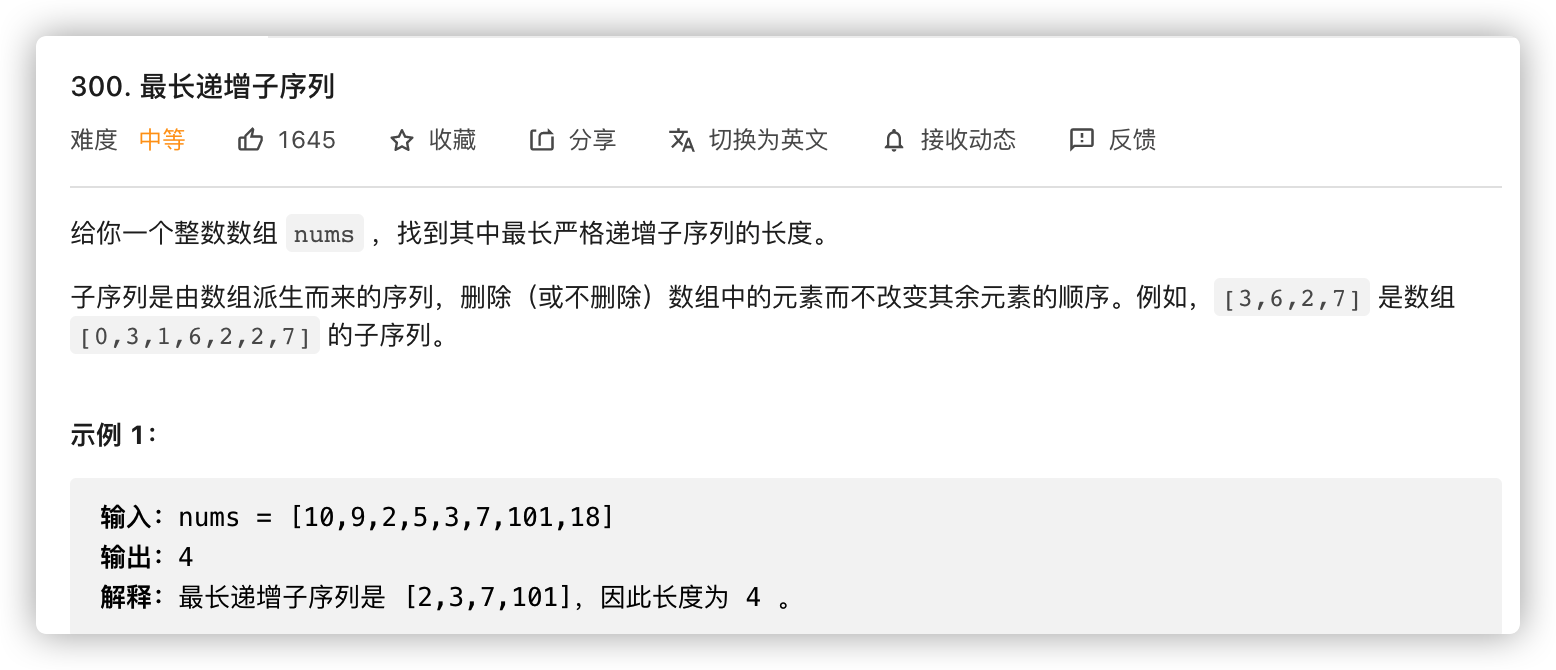 300. 最长递增子序列
难度 中等 1645 收藏 分享 切换为英文 接收动态 反馈
给你一个整数数组 nums ，找到其中最长严格递增子序列的长度。
子序列是由数组派生而来的序列，删除（或不删除）数组中的元素而不改变其余元素的顺序。例如，[3,6,2,7] 是数组
[0,3,1,6,2,2,7] 的子序列。
示例 1：
输入：nums = [10,9,2,5,3,7,101,18]
输出：4
解释：最长递增子序列是 [2,3,7,101]，因此长度为 4 。